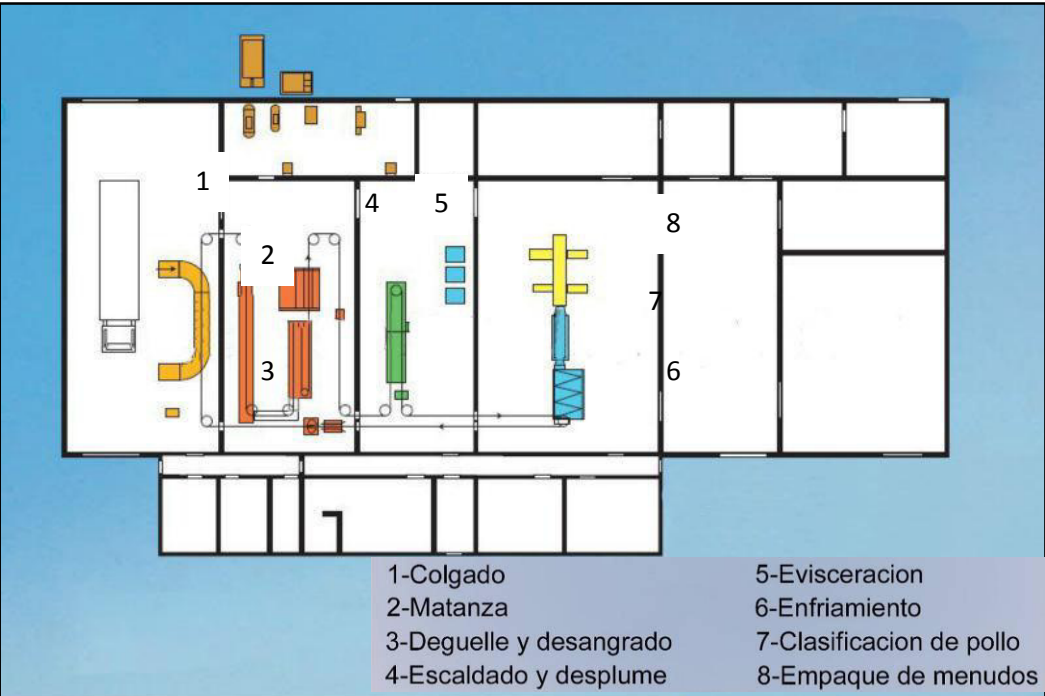 1
4
5
8
2
7
3
6
1-Colgado
2-Matanza
3-Deguelle y desangrado
4-Escaldado y desplume
5-Evisceracion
6-Enfriamiento
7-Clasificacion de pollo
8-Empaque de menudos